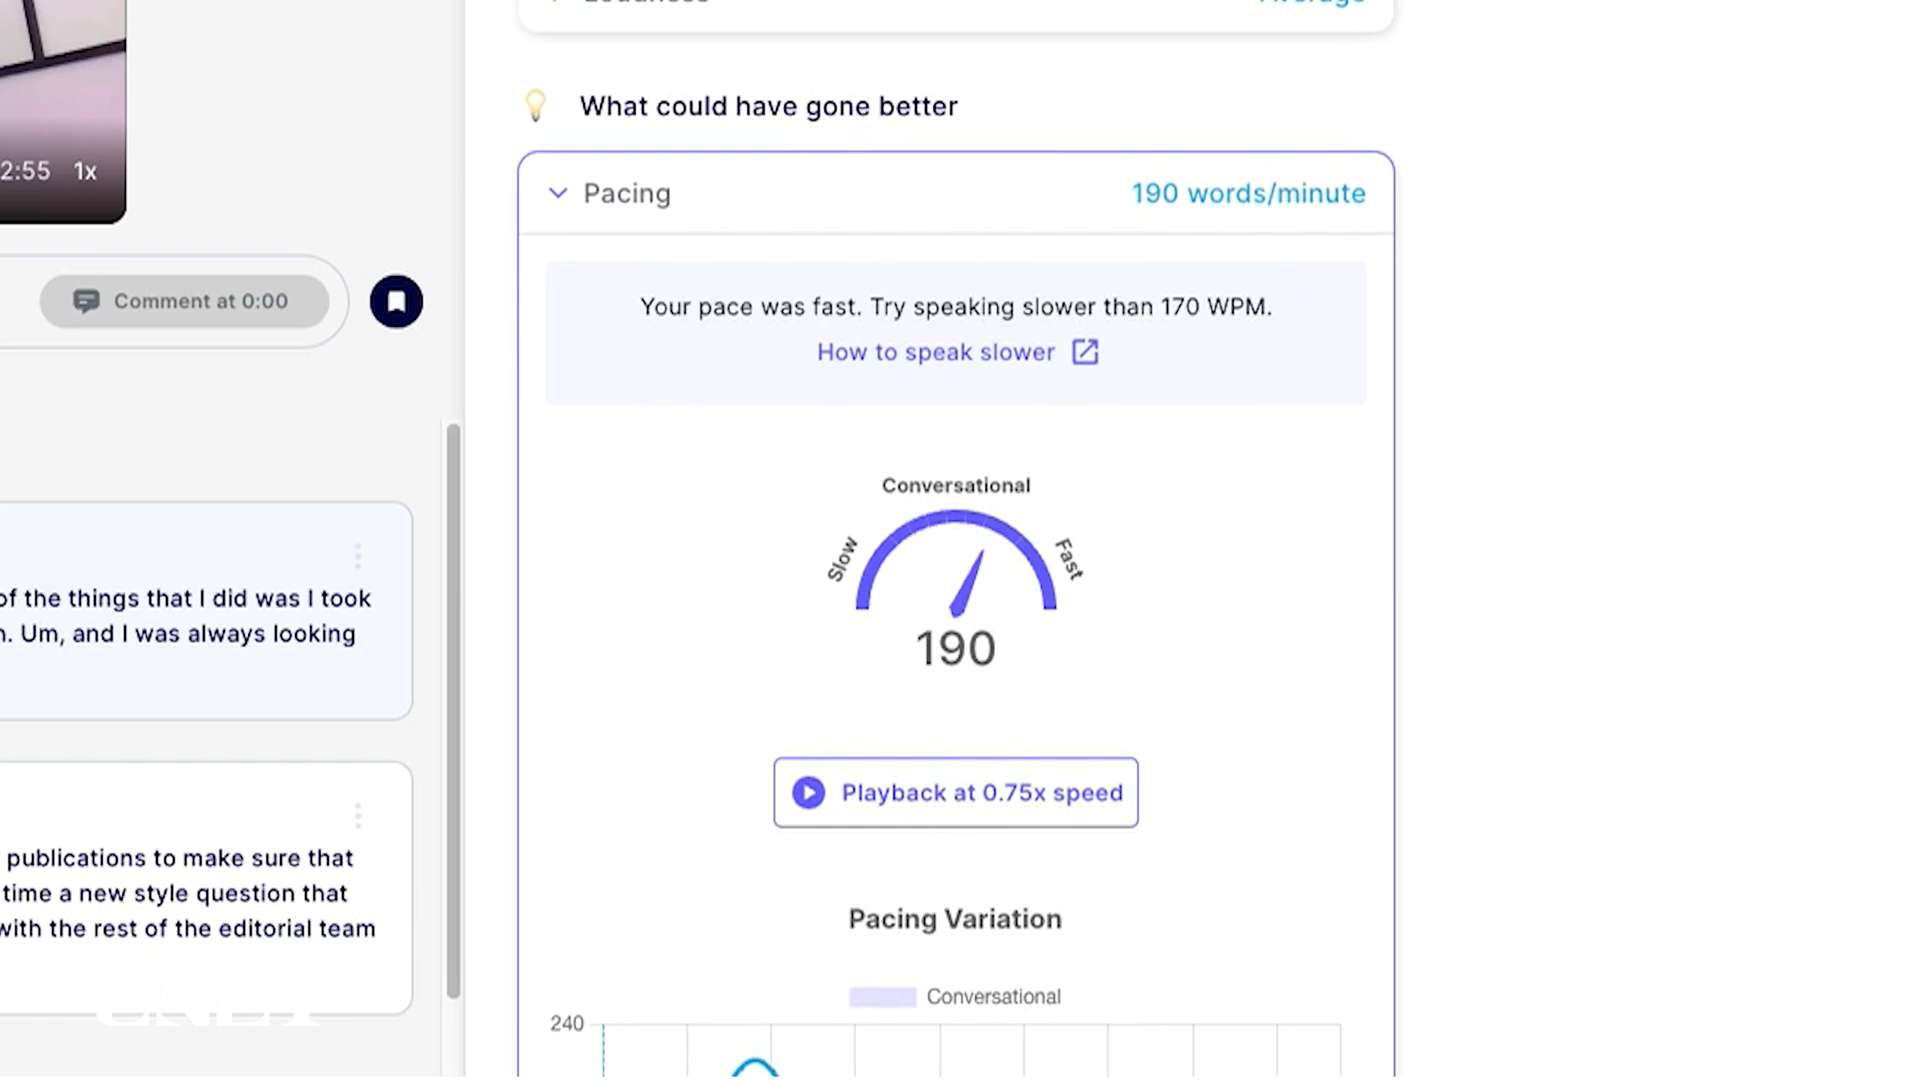 Loudness
Average
What could have gone better
2:55 1x
Pacing
190 words/minute
Comment at 0:00
Your pace was fast. Try speaking slower than 170 WPM.
How to speak slower
Conversational
Slow
Fast
190
of the things that I did was I took
n. Um, and I was always looking
Playback at 0.75x speed
publications to make sure that
time a new style question that
with the rest of the editorial team
Pacing Variation
Conversational
CNET
240